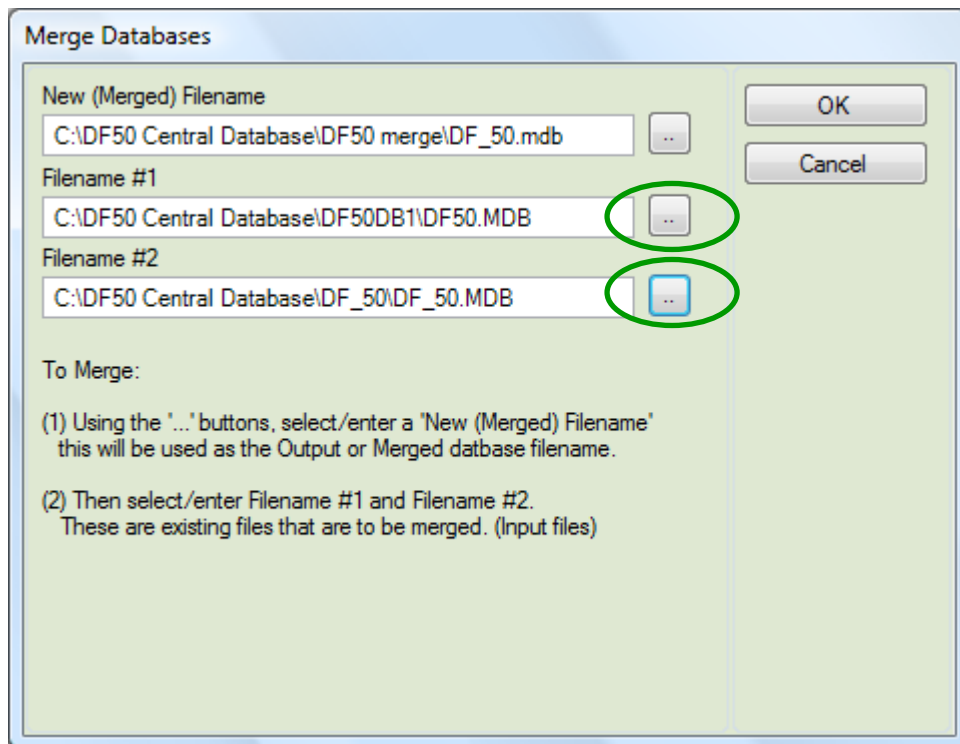 Merge Databases
New (Merged) Filename
OK
C:\DF50 Central Database\DF50 merge\DF_50.mdb
..
Cancel
Filename #1
C:\DF50 Central Database\DF50DB1\DF50.MDB
..
Filename #2
C:\DF50 Central Database\DF_50\DF_50.MDB
..
To Merge:
(1) Using the '...' buttons, select/enter a 'New (Merged) Filename'
this will be used as the Output or Merged datbase filename.
(2) Then select/enter Filename #1 and Filename #2.
These are existing files that are to be merged. (Input files)